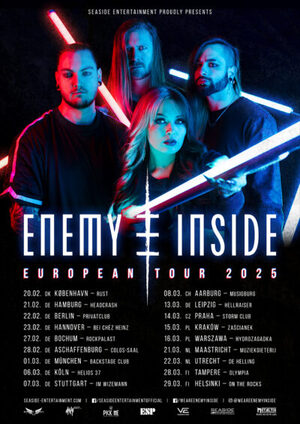 SEASIDE ENTERTAINMENT PROUDLY PRESENTS
ENEMY INSIDE
EUROPEAN TOUR 2025
20.02. DK KØBENHAVN – RUST
21.02. DE HAMBURG – HEADCRASH
22.02. DE BERLIN – PRIVATCLUB
23.02. DE HANNOVER – BEI CHÉZ HEINZ
27.02. DE BOCHUM – ROCKPALAST
28.02. DE ASCHAFFENBURG – COLOS-SAAL
01.03. DE MÜNCHEN – BACKSTAGE CLUB
06.03. DE KÖLN – HELIOS 37
07.03. DE STUTTGART – IM WIZEMANN
08.03. CH AARBURG – MUSIGBURG
13.03. DE LEIPZIG – HELLRAISER
14.03. CZ PRAHA – STORM CLUB
15.03. PL KRAKÓW – ZAŚCIANEK
16.03. PL WARSZAWA – HYDROZAGADKA
21.03. NL MAASTRICHT – MUZIEKGIETERIJ
22.03. NL UTRECHT – DE HELLING
28.03. FI TAMPERE – OLYMPIA
29.03. FI HELSINKI – ON THE ROCKS
SEASIDE-ENTERTAINMENT.COM
@SEASIDEENTERTAINMENTOFFICIAL
@WEAREENEMYINSIDE
@WEAREENEMYINSIDE
PICK ME
ESP
VE
SEASIDE